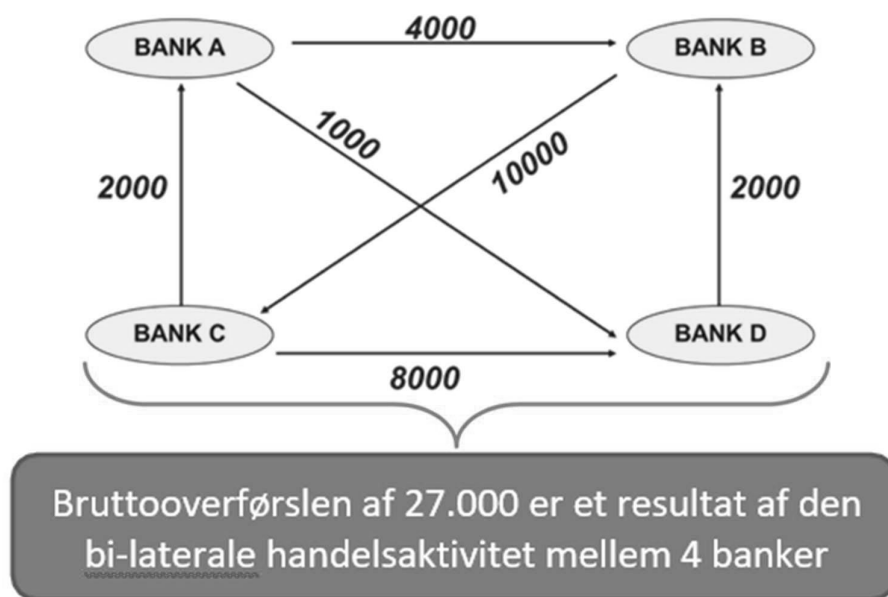 BANK A
4000
BANK B
1000
10000
2000
2000
BANK C
BANK D
8000
Bruttooverførslen af 27.000 er et resultat af den
bi-laterale handelsaktivitet mellem 4 banker